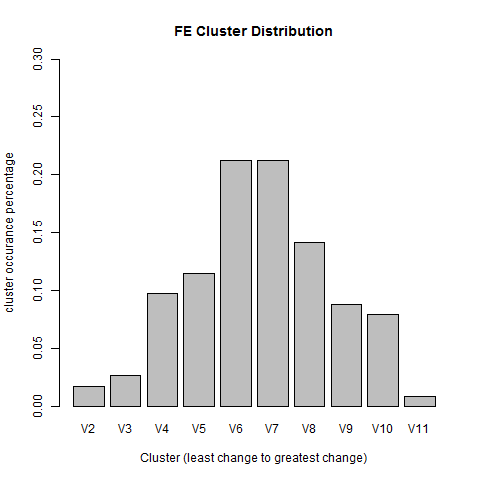 FE Cluster Distribution
cluster occurance percentage
0.30
0.25
0.20
0.15
0.10
0.05
0.00
V2 V3 V4 V5 V6 V7 V8 V9 V10 V11
Cluster (least change to greatest change)